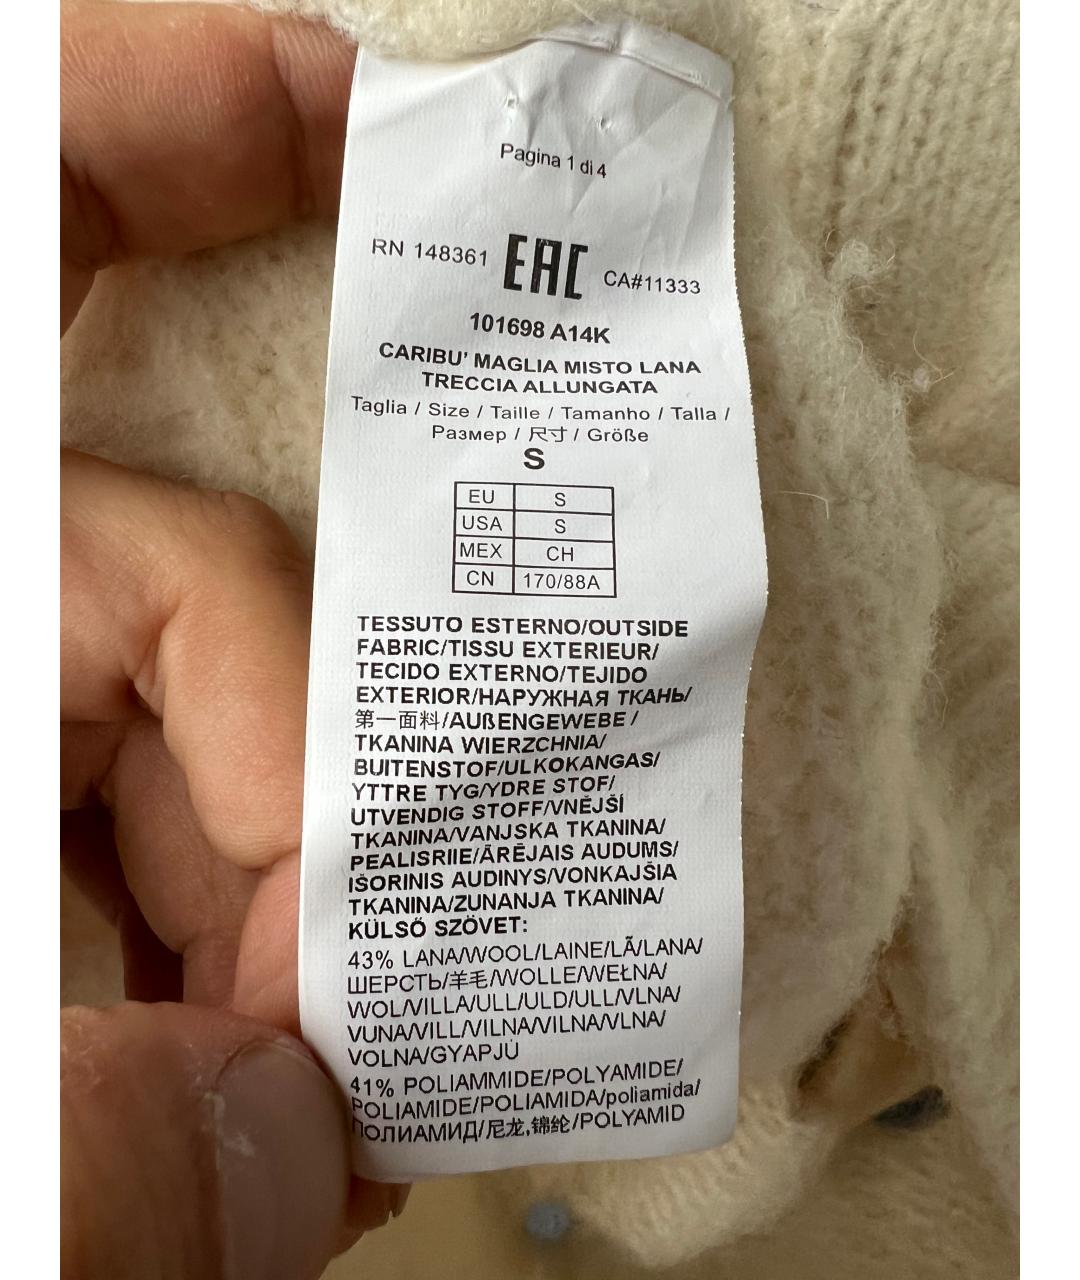 Pagina 1 di 4
RN 148361 EAC CA#11333
101698 A14K
CARIBU' MAGLIA MISTO LANA
TRECCIA ALLUNGATA
Taglia / Size / Taille / Tamanho / Talla /
Размер / 尺寸 / Größe
S
EU S
USA S
MEX CH
CN 170/88A
TESSUTO ESTERNO/OUTSIDE
FABRIC/TISSU EXTERIEUR/
TECIDO EXTERNO/TEJIDO
EXTERIOR/НАРУЖНАЯ ТКАНЬ/
第一面料/AUßENGEWEBE /
TKANINA WIERZCHNIA/
BUITENSTOF/ULKOKANGAS/
YTTRE TYG/YDRE STOF/
UTVENDIG STOFF/VNĚJŠÍ
TKANINA/VANJSKA TKANINA/
PEALISRIIE/ĀRĒJAIS AUDUMS/
IŠORINIS AUDINYS/VONKAJŠIA
TKANINA/ZUNANJA TKANINA/
KÜLSŐ SZÖVET:
43% LANA/WOOL/LAINE/LÃ/LANA/
ШЕРСТЬ/羊毛/WOLLE/WEŁNA/
WOL/VILLA/ULL/ULD/ULL/VLNA/
VUNA/VILL/VILNA/VILNA/VLNA/
VOLNA/GYAPJÚ
41% POLIAMMIDE/POLYAMIDE/
POLIAMIDE/POLIAMIDA/poliamida/
ПОЛИАМИД/尼龙,锦纶/POLYAMID